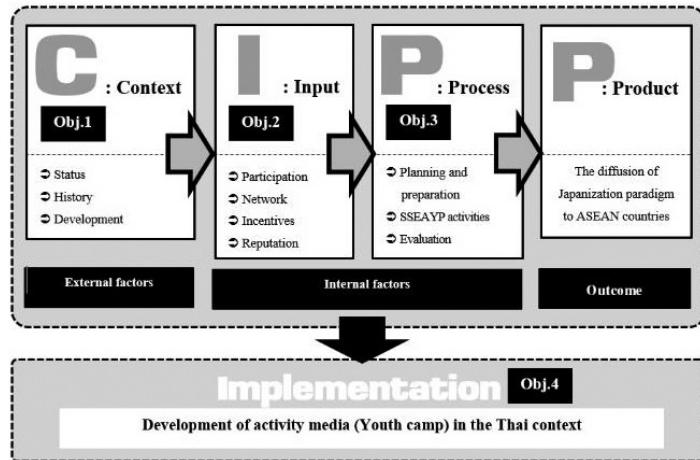 C : Context
Obj.1
➲ Status
➲ History
➲ Development
External factors
I : Input
Obj.2
➲ Participation
➲ Network
➲ Incentives
➲ Reputation
P : Process
Obj.3
➲ Planning and
preparation
➲ SSEAYP activities
➲ Evaluation
Internal factors
P : Product
The diffusion of
Japanization paradigm
to ASEAN countries
Outcome
Implementation Obj.4
Development of activity media (Youth camp) in the Thai context